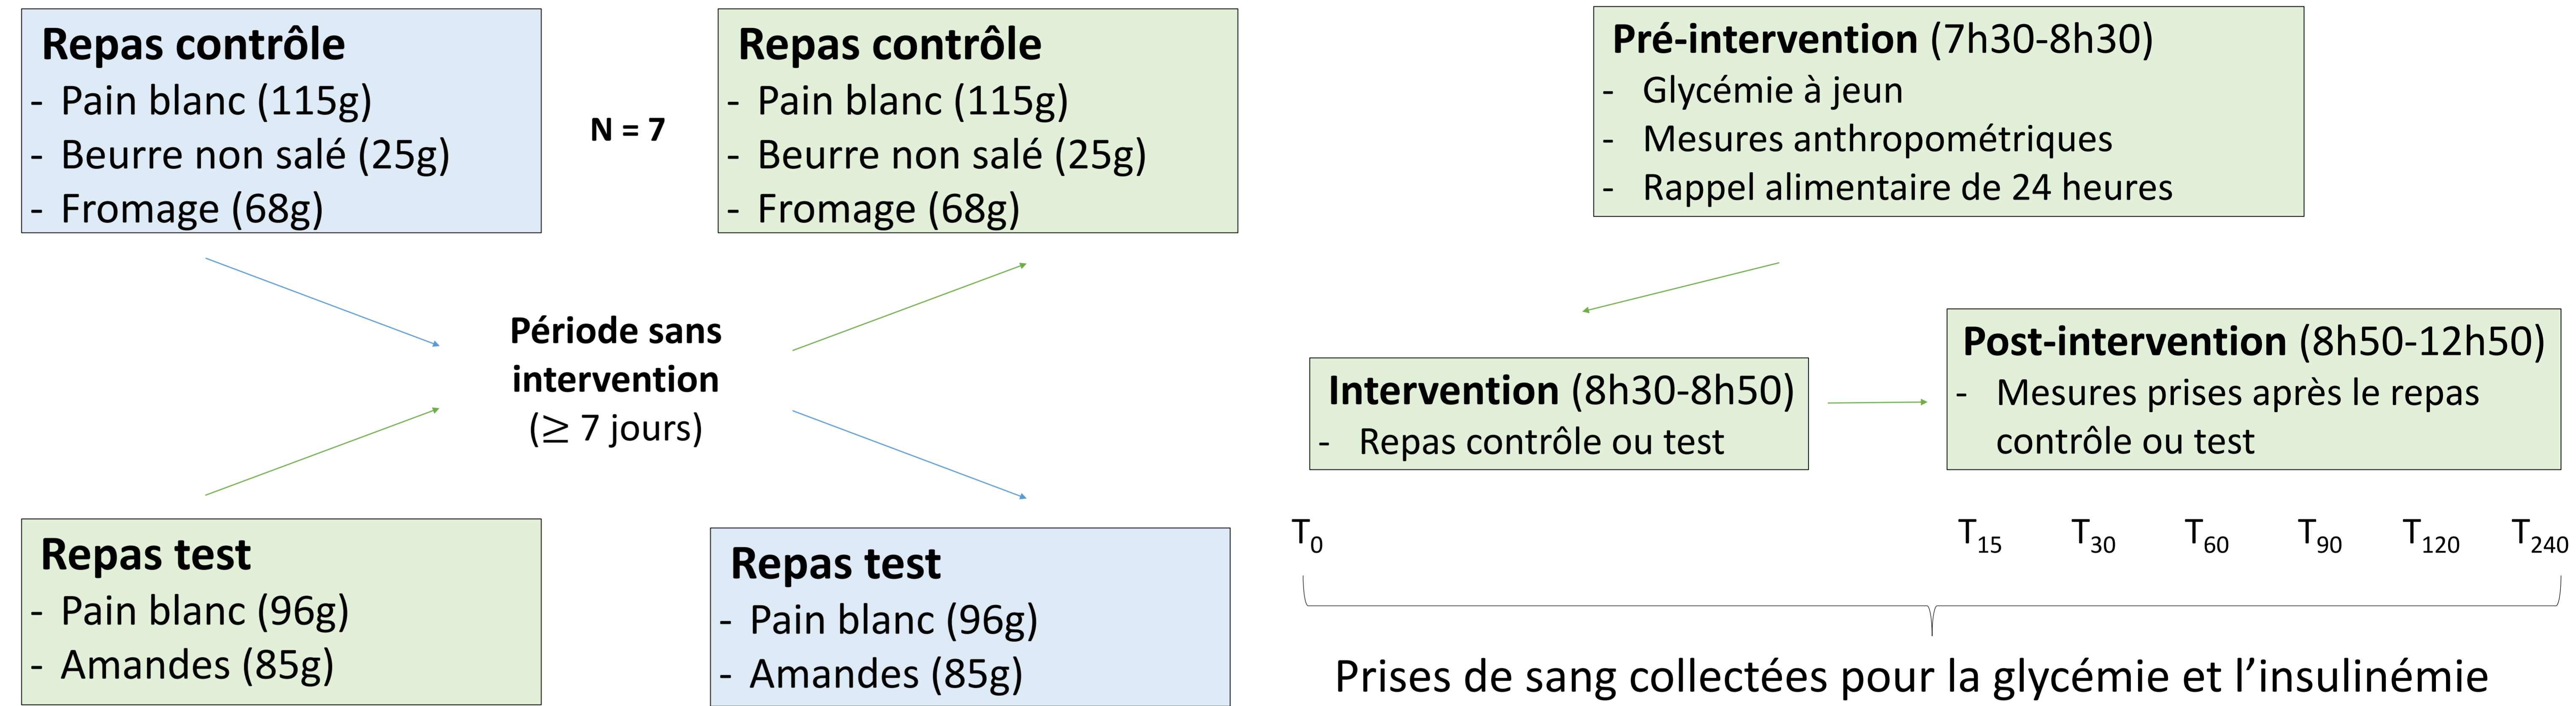 Repas contrôle
- Pain blanc (115g)
- Beurre non salé (25g)
- Fromage (68g)
N = 7
Repas contrôle
- Pain blanc (115g)
- Beurre non salé (25g)
- Fromage (68g)
Période sans
intervention
(≥ 7 jours)
Repas test
- Pain blanc (96g)
- Amandes (85g)
Repas test
- Pain blanc (96g)
- Amandes (85g)
Pré-intervention (7h30-8h30)
- Glycémie à jeun
- Mesures anthropométriques
- Rappel alimentaire de 24 heures
Intervention (8h30-8h50)
- Repas contrôle ou test
Post-intervention (8h50-12h50)
- Mesures prises après le repas
contrôle ou test
T0 T15 T30 T60 T90 T120 T240
Prises de sang collectées pour la glycémie et l’insulinémie